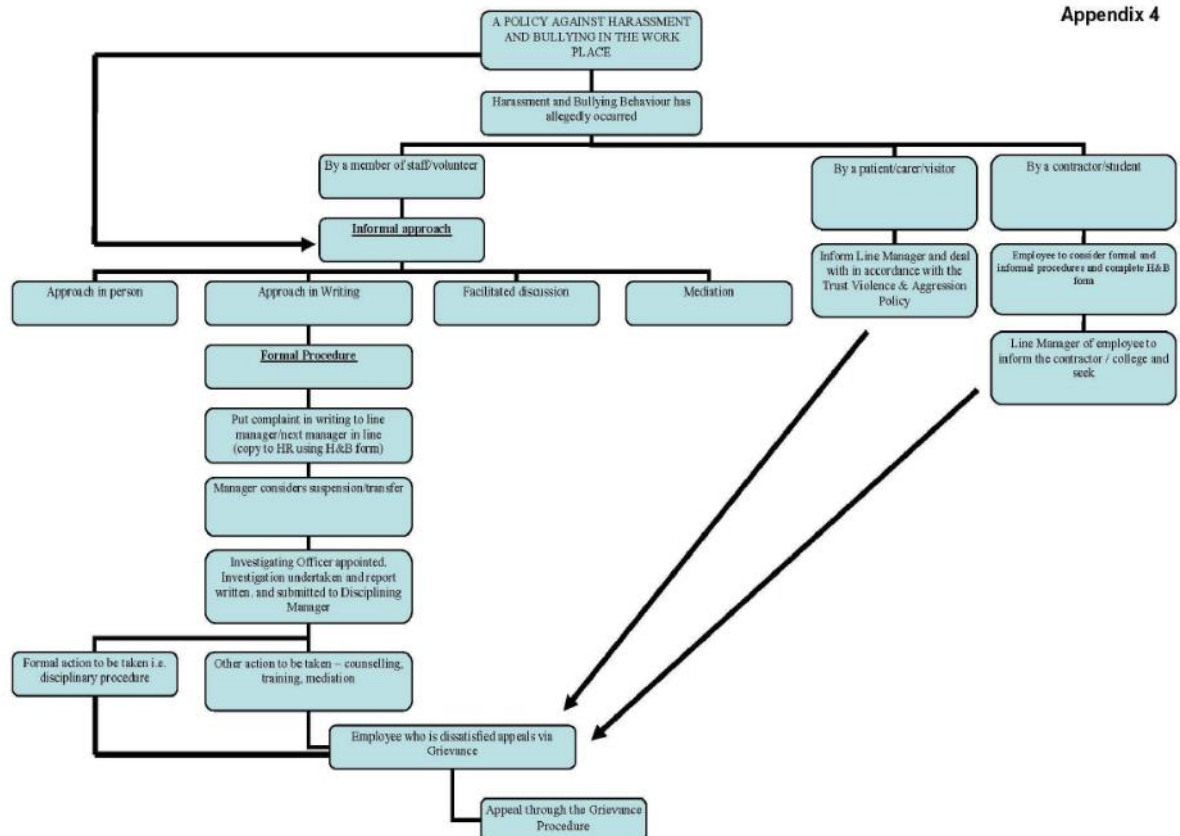 Appendix 4
A POLICY AGAINST HARASSMENT
AND BULLYING IN THE WORK
PLACE
Harassment and Bullying Behaviour has
allegedly occurred
By a member of staff/volunteer
By a patient/carer/visitor
By a contractor/student
Informal approach
Inform Line Manager and deal
with in accordance with the
Trust Violence & Aggression
Policy
Employee to consider formal and
informal procedures and complete H&B
form
Approach in person
Approach in Writing
Facilitated discussion
Mediation
Line Manager of employee to
inform the contractor / college and
seek
Formal Procedure
Put complaint in writing to line
manager/next manager in line
(copy to HR using H&B form)
Manager considers suspension/transfer
Investigating Officer appointed,
Investigation undertaken and report
written, and submitted to Disciplining
Manager
Formal action to be taken i.e.
disciplinary procedure
Other action to be taken – counselling,
training, mediation
Employee who is dissatisfied appeals via
Grievance
Appeal through the Grievance
Procedure